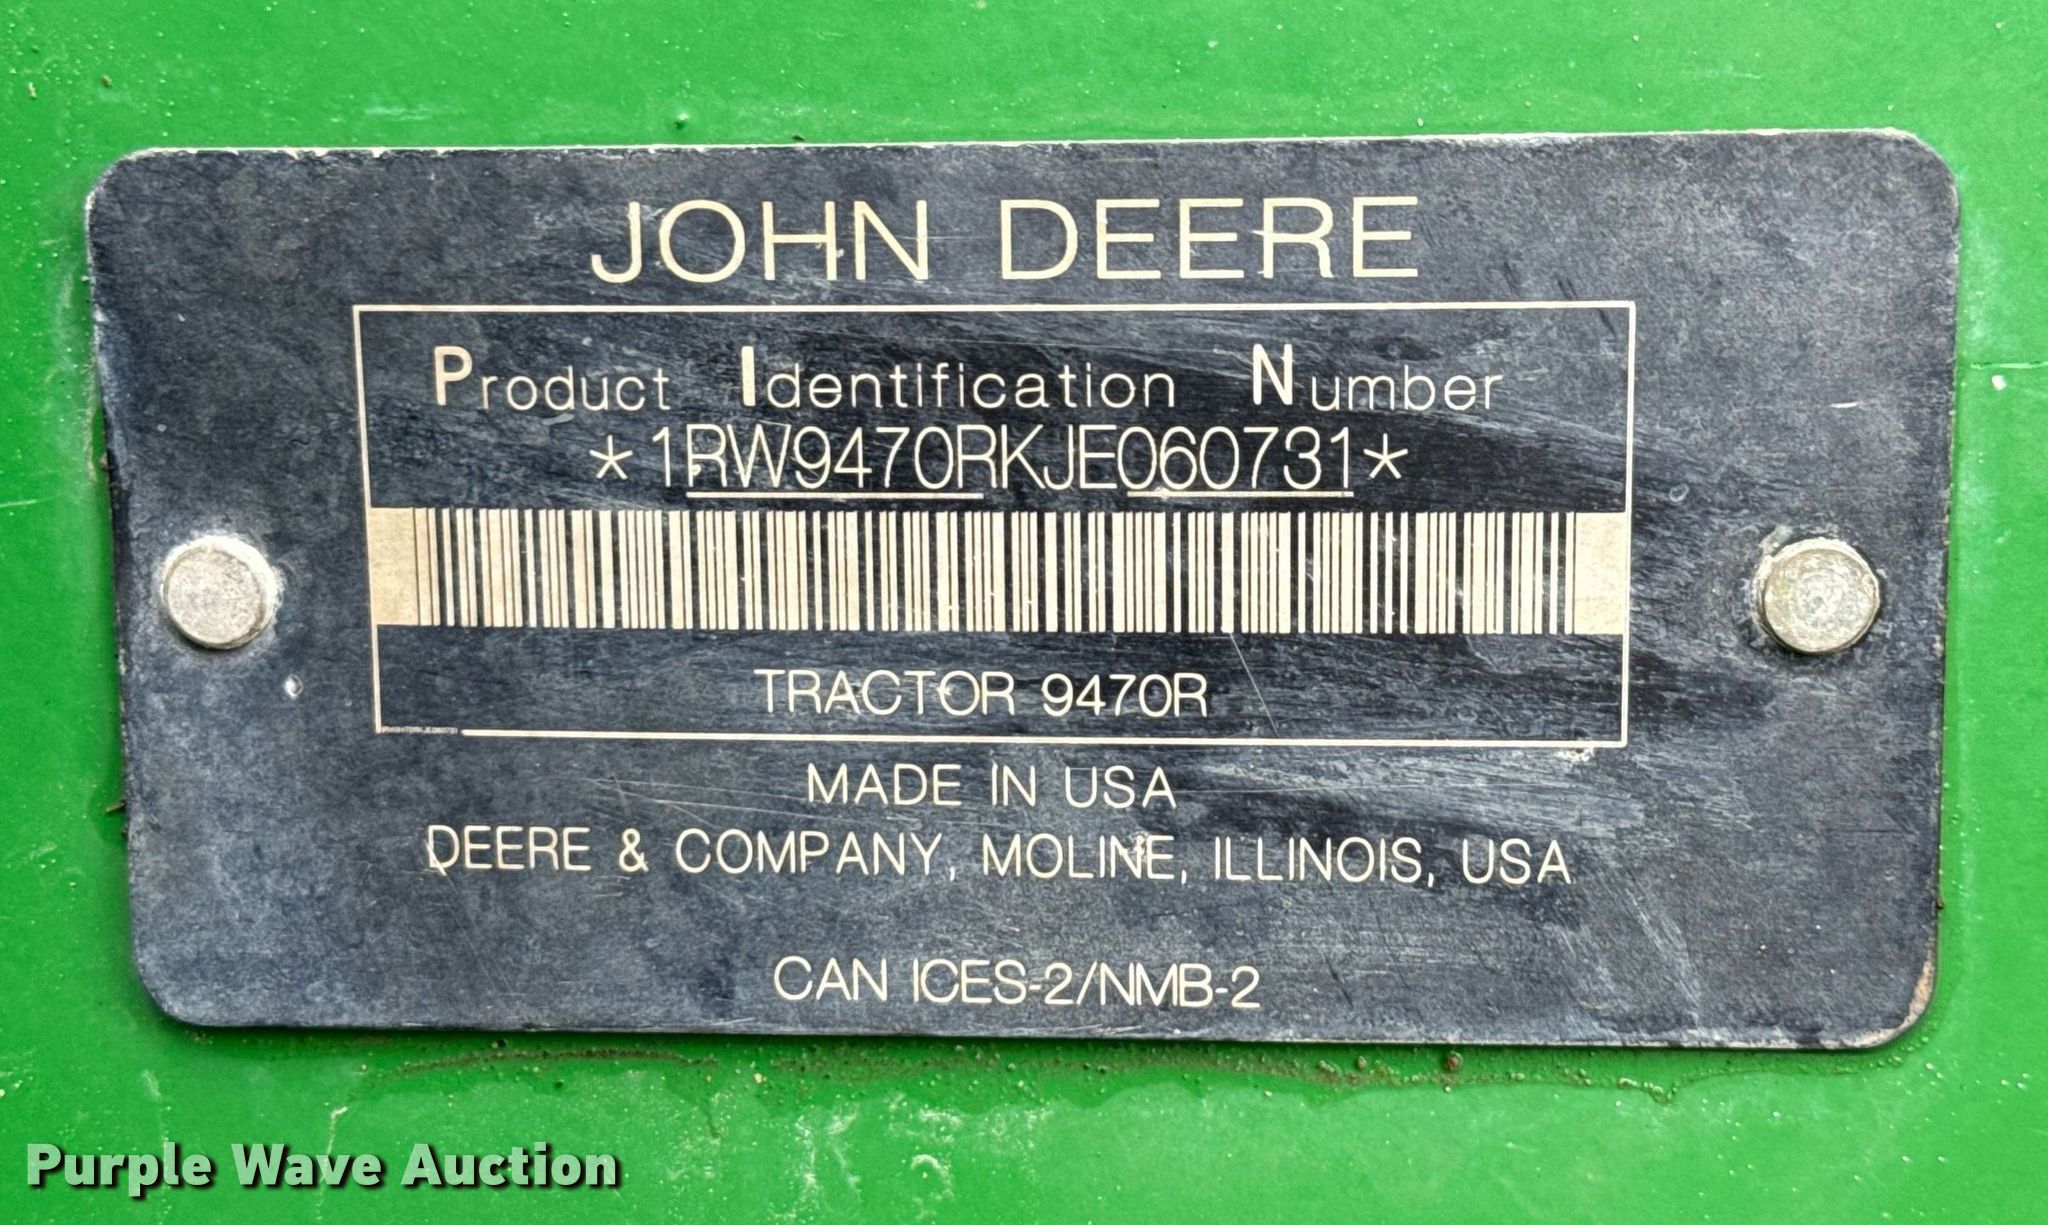 JOHN DEERE
Product Identification Number
*1RW9470RKJE060731*
TRACTOR 9470R
MADE IN USA
DEERE & COMPANY, MOLINE, ILLINOIS, USA
CAN ICES-2/NMB-2
Purple Wave Auction